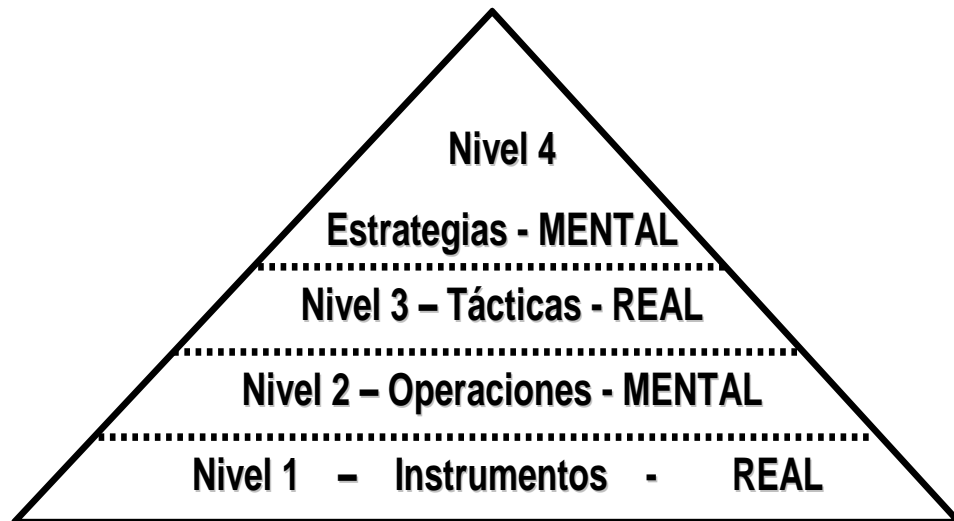 Nivel 4
Estrategias - MENTAL
Nivel 3 – Tácticas - REAL
Nivel 2 – Operaciones - MENTAL
Nivel 1 – Instrumentos - REAL